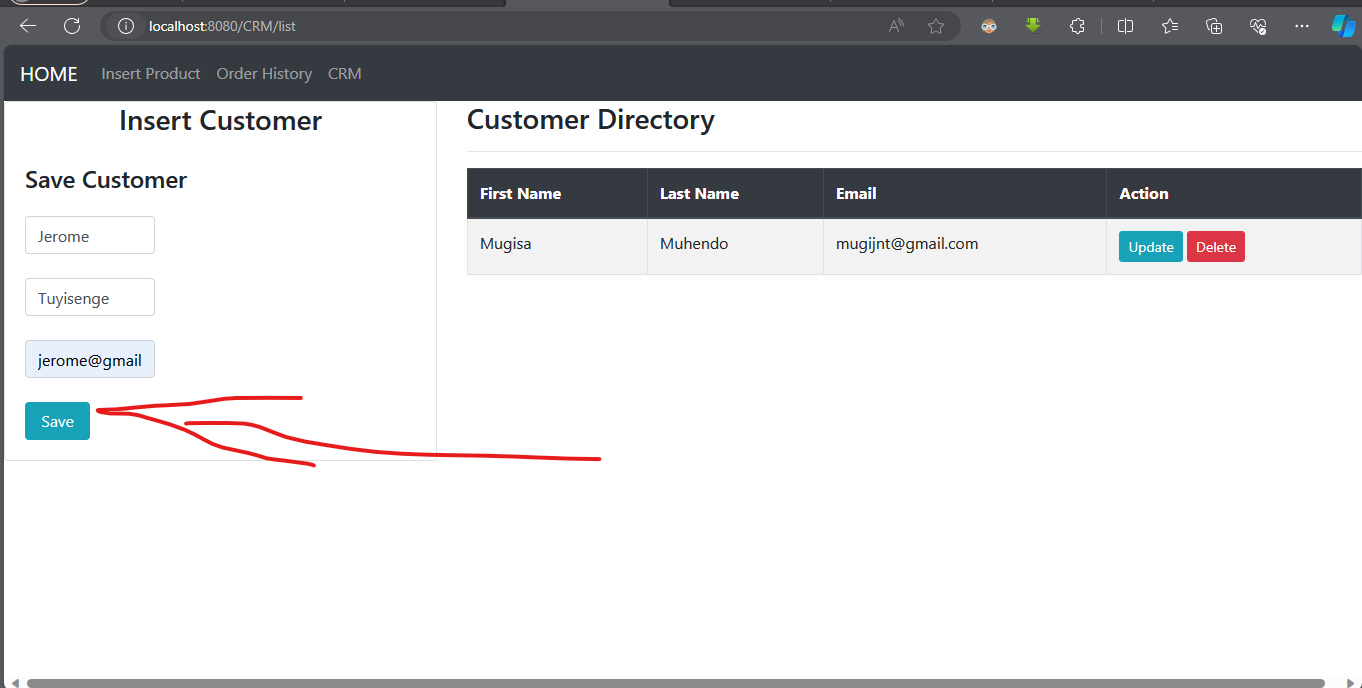 localhost:8080/CRM/list
HOME Insert Product Order History CRM
Insert Customer
Save Customer
Jerome
Tuyisenge
jerome@gmail
Save
Customer Directory
First Name Last Name Email Action
Mugisa Muhendo mugijnt@gmail.com Update Delete